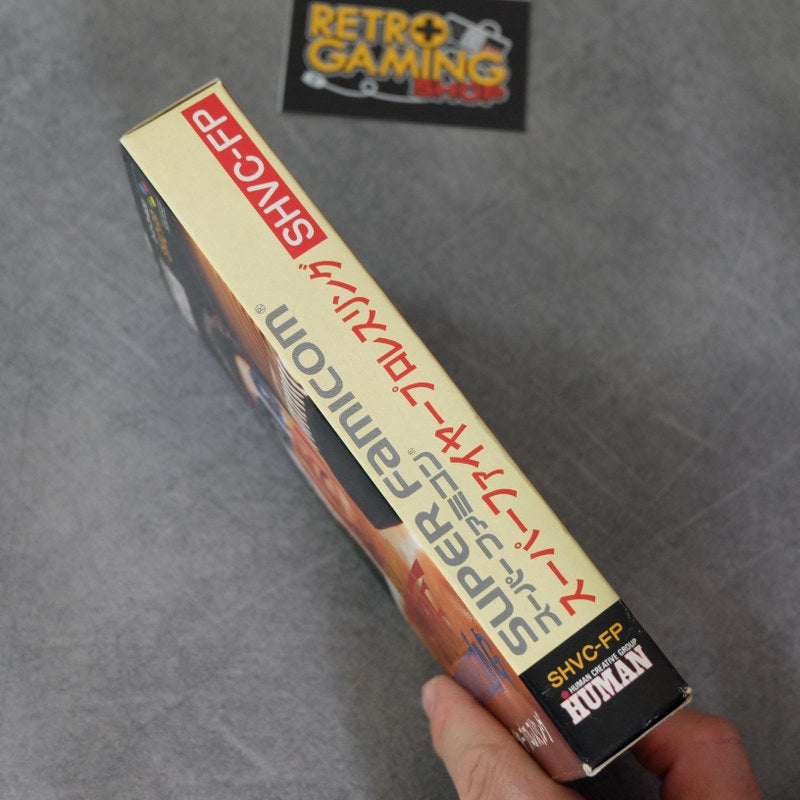 RETRO
GAMING
SHOP
SHVC-FP
スーパーファイヤープロレスリング
SUPER Famicom®
スーパーファミコン®
SHVC-FP
HUMAN CREATIVE GROUP
HUMAN